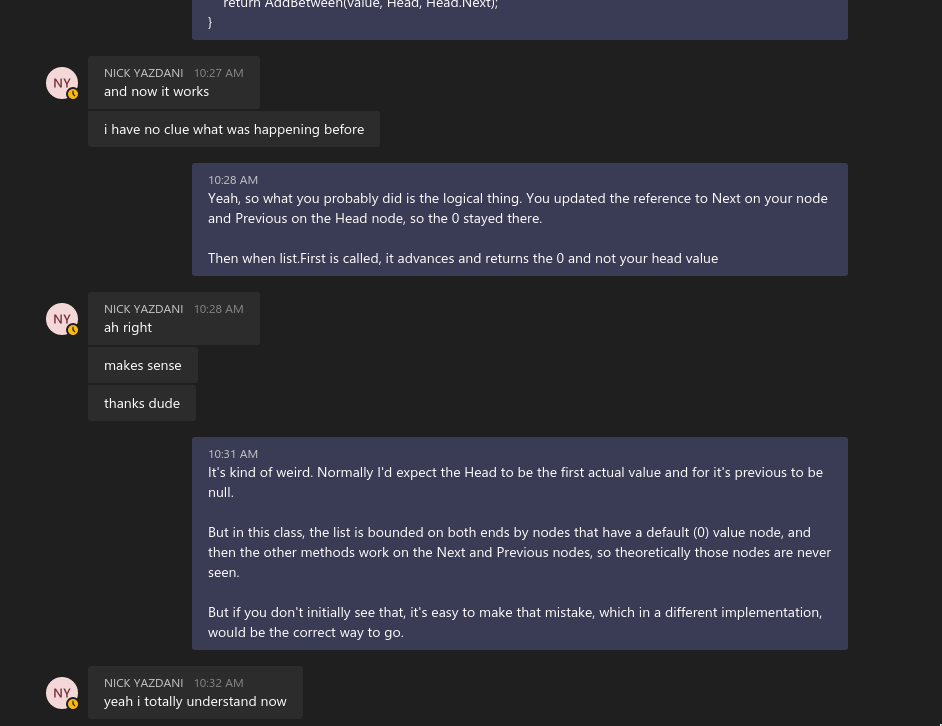 return AddBetween(value, Head, Head.Next);
}
NY
NICK YAZDANI 10:27 AM
and now it works
i have no clue what was happening before
10:28 AM
Yeah, so what you probably did is the logical thing. You updated the reference to Next on your node
and Previous on the Head node, so the 0 stayed there.
Then when list.First is called, it advances and returns the 0 and not your head value
NY
NICK YAZDANI 10:28 AM
ah right
makes sense
thanks dude
10:31 AM
It's kind of weird. Normally I'd expect the Head to be the first actual value and for it's previous to be
null.
But in this class, the list is bounded on both ends by nodes that have a default (0) value node, and
then the other methods work on the Next and Previous nodes, so theoretically those nodes are never
seen.
But if you don't initially see that, it's easy to make that mistake, which in a different implementation,
would be the correct way to go.
NY
NICK YAZDANI 10:32 AM
yeah i totally understand now